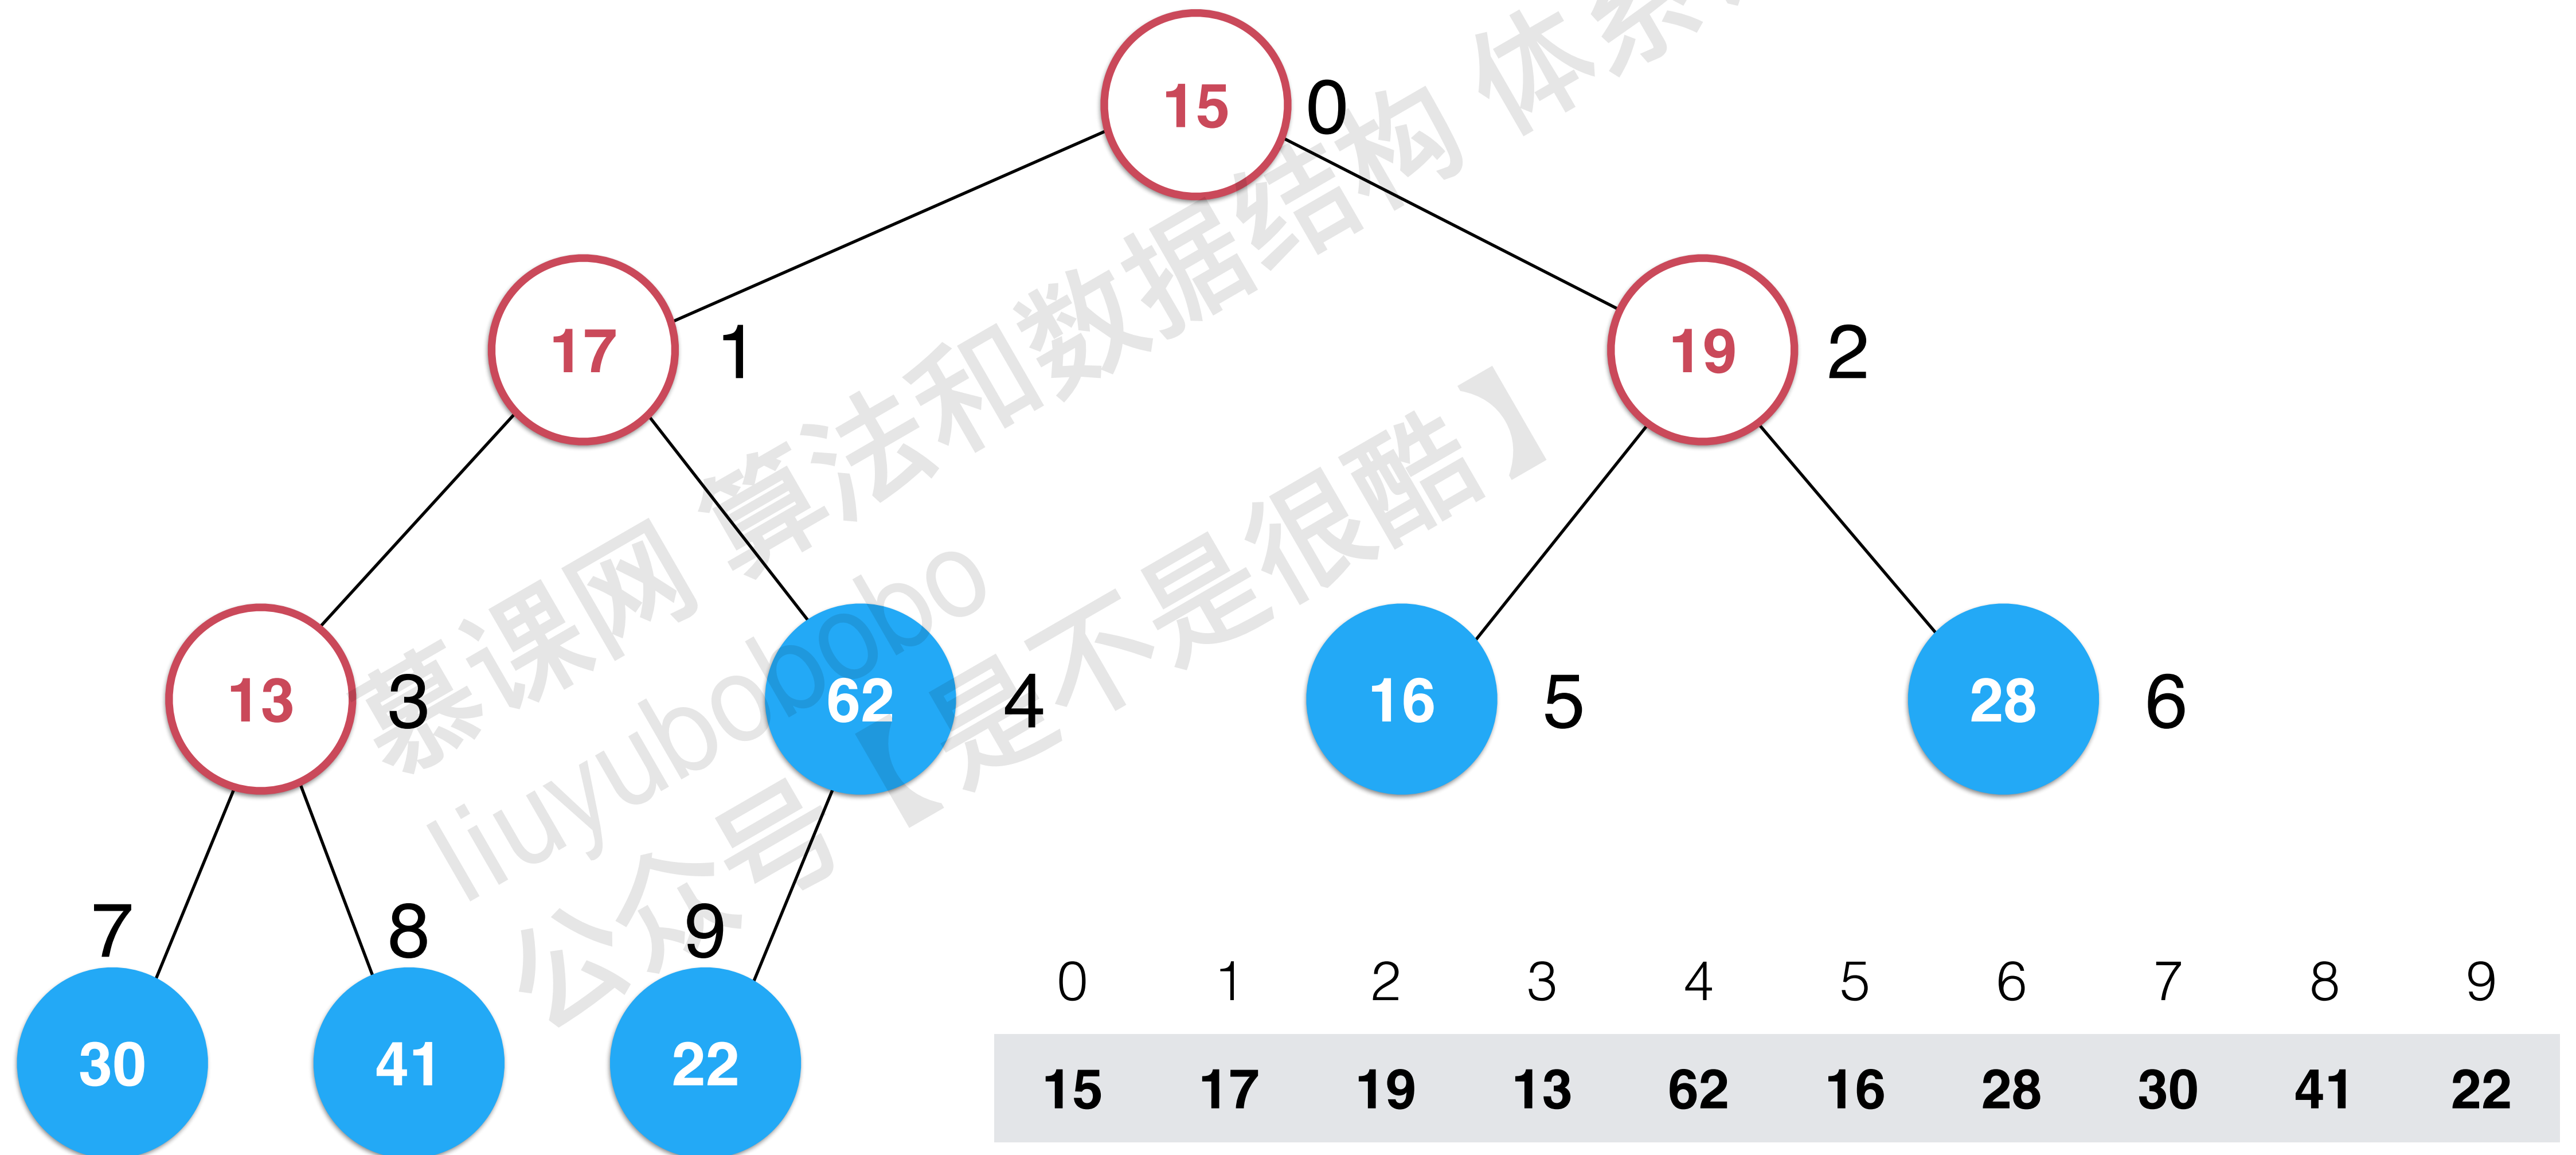 15 0
17 1 19 2
13 3 62 4 16 5 28 6
7 8 9
30 41 22
0 1 2 3 4 5 6 7 8 9
15 17 19 13 62 16 28 30 41 22
慕课网 算法和数据结构 体系
liuyubobobo
公众号【是不是很酷】